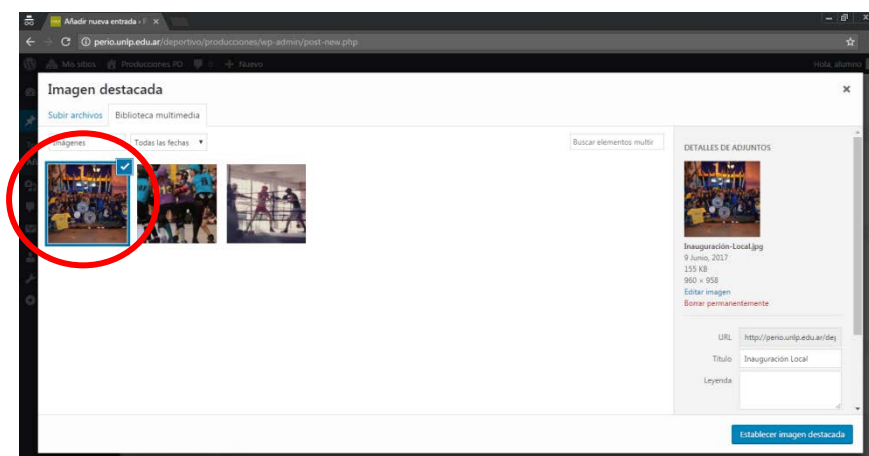 Añadir nueva entrada ‹ F
perio.unlp.edu.ar/deportivo/producciones/wp-admin/post-new.php
Mis sitios Producciones PD Nuevo Hola, alumno
Imagen destacada
Subir archivos Biblioteca multimedia
Imágenes Todas las fechas Buscar elementos multir
DETALLES DE ADJUNTOS
Inauguración-Local.jpg
9 Junio, 2017
155 KB
960 × 958
Editar imagen
Borrar permanentemente
URL http://perio.unlp.edu.ar/dep
Título Inauguración Local
Leyenda
Establecer imagen destacada